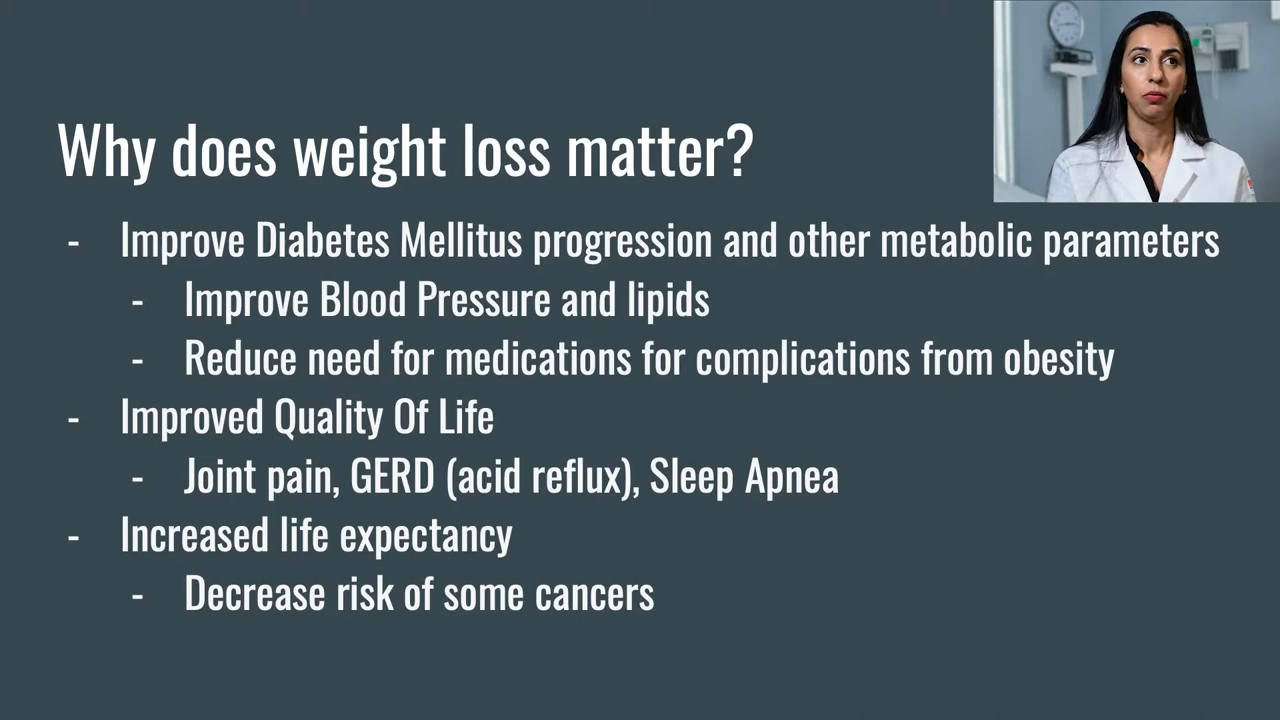 Why does weight loss matter?
- Improve Diabetes Mellitus progression and other metabolic parameters
- Improve Blood Pressure and lipids
- Reduce need for medications for complications from obesity
- Improved Quality Of Life
- Joint pain, GERD (acid reflux), Sleep Apnea
- Increased life expectancy
- Decrease risk of some cancers